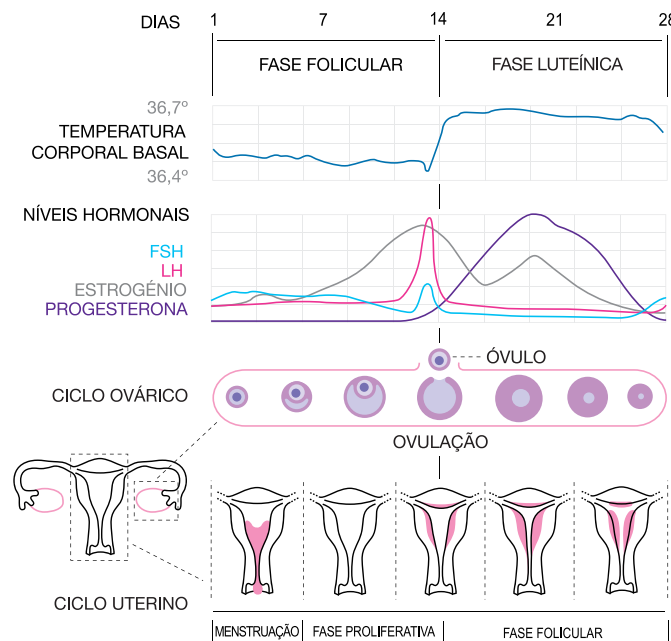 DIAS 1 7 14 21 28
FASE FOLICULAR FASE LUTEÍNICA
36,7º
TEMPERATURA
CORPORAL BASAL
36,4º
NÍVEIS HORMONAIS
FSH
LH
ESTROGÉNIO
PROGESTERONA
ÓVULO
CICLO OVÁRICO
OVULAÇÃO
CICLO UTERINO
MENSTRUAÇÃO FASE PROLIFERATIVA FASE FOLICULAR